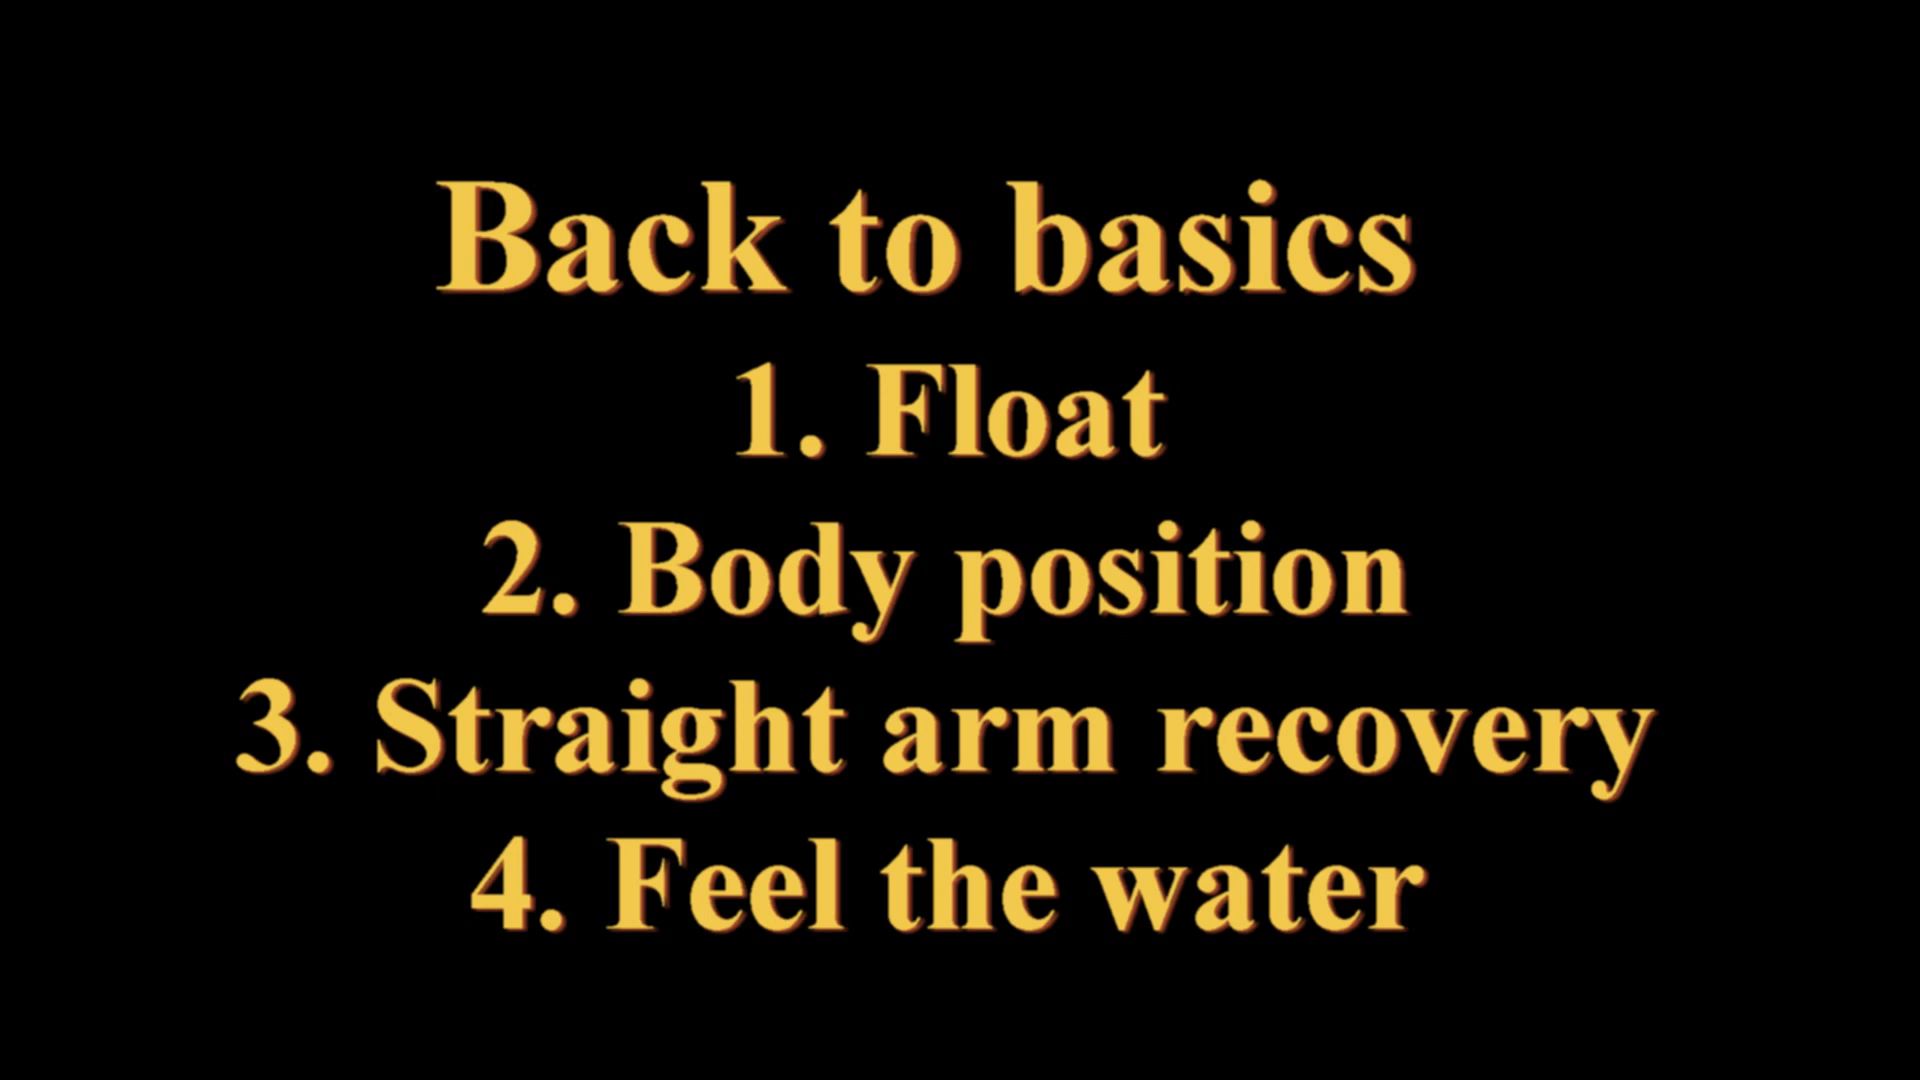 Back to basics
1. Float
2. Body position
3. Straight arm recovery
4. Feel the water